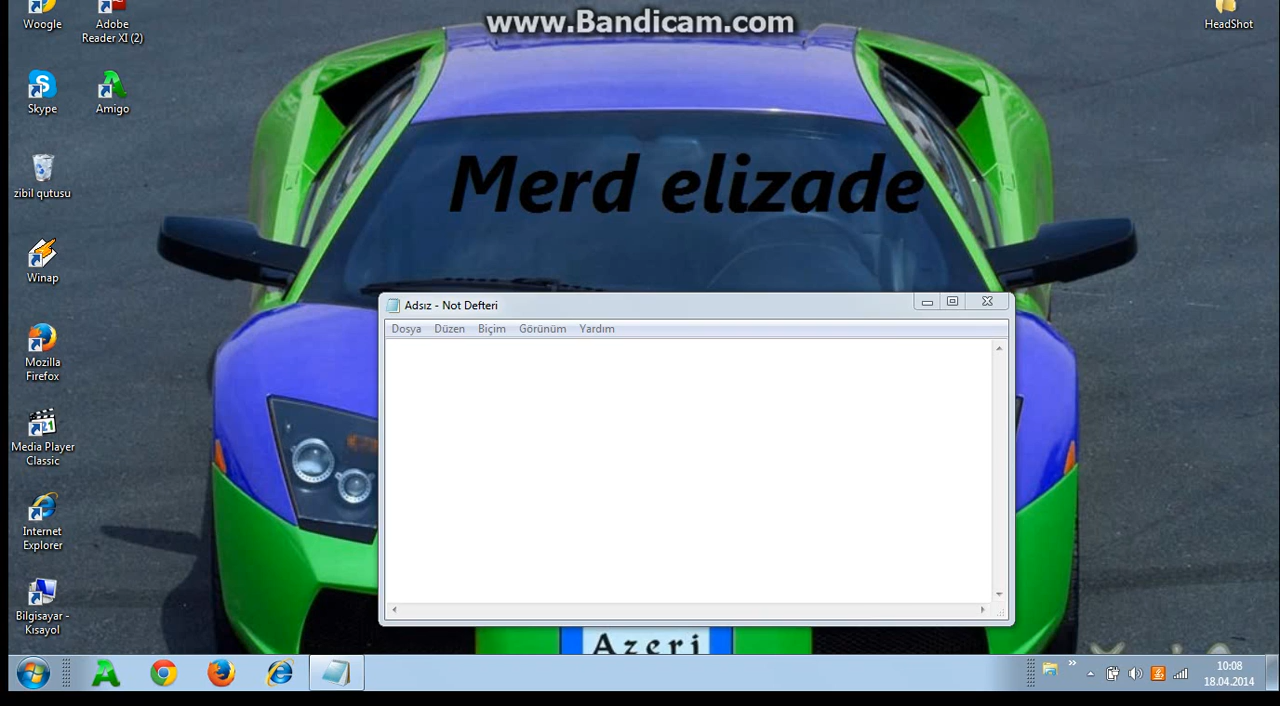 www.Bandicam.com
Woogle
Adobe
Reader XI (2)
HeadShot
Skype
Amigo
Merd elizade
zibil qutusu
Winap
Adsız - Not Defteri
Dosya Düzen Biçim Görünüm Yardım
Mozilla
Firefox
Media Player
Classic
Internet
Explorer
Bilgisayar -
Kısayol
Azeri
10:08
18.04.2014